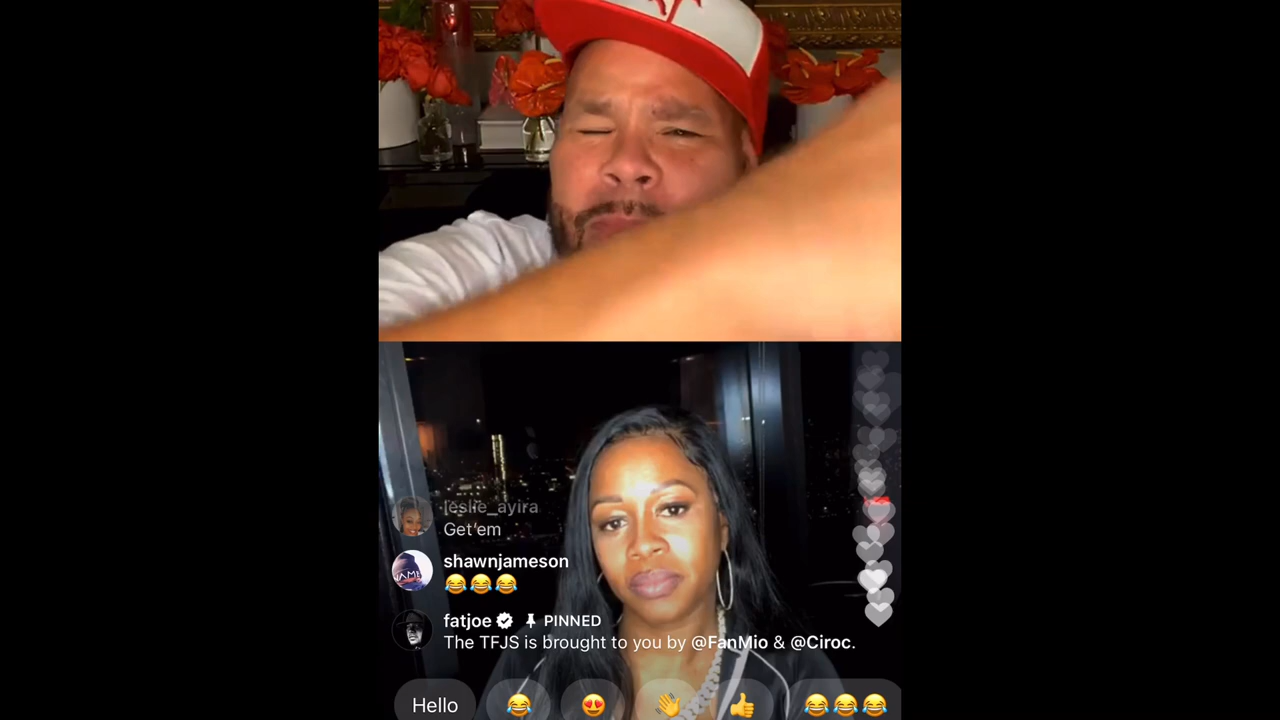 leslie_ayira
Get'em
shawnjameson
😂😂😂
fatjoe PINNED
The TFJS is brought to you by @FanMio & @Ciroc.
Hello 😂 😍 👋 👍 😂😂😂